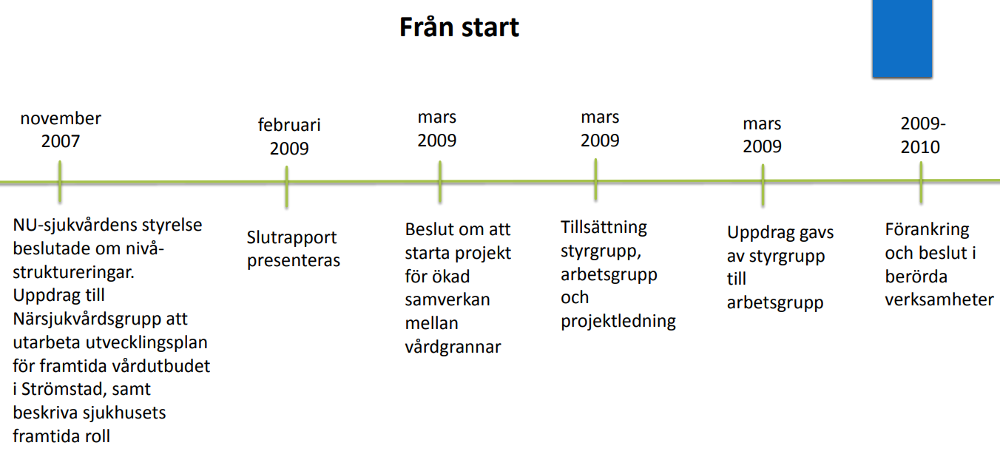 Från start
november
2007
NU-sjukvårdens styrelse
beslutade om nivå-
struktureringar.
Uppdrag till
Närsjukvårdsgrupp att
utarbeta utvecklingsplan
för framtida vårdutbudet
i Strömstad, samt
beskriva sjukhusets
framtida roll
februari
2009
Slutrapport
presenteras
mars
2009
Beslut om att
starta projekt
för ökad
samverkan
mellan
vårdgrannar
mars
2009
Tillsättning
styrgrupp,
arbetsgrupp
och
projektledning
mars
2009
Uppdrag gavs
av styrgrupp
till
arbetsgrupp
2009-
2010
Förankring
och beslut i
berörda
verksamheter